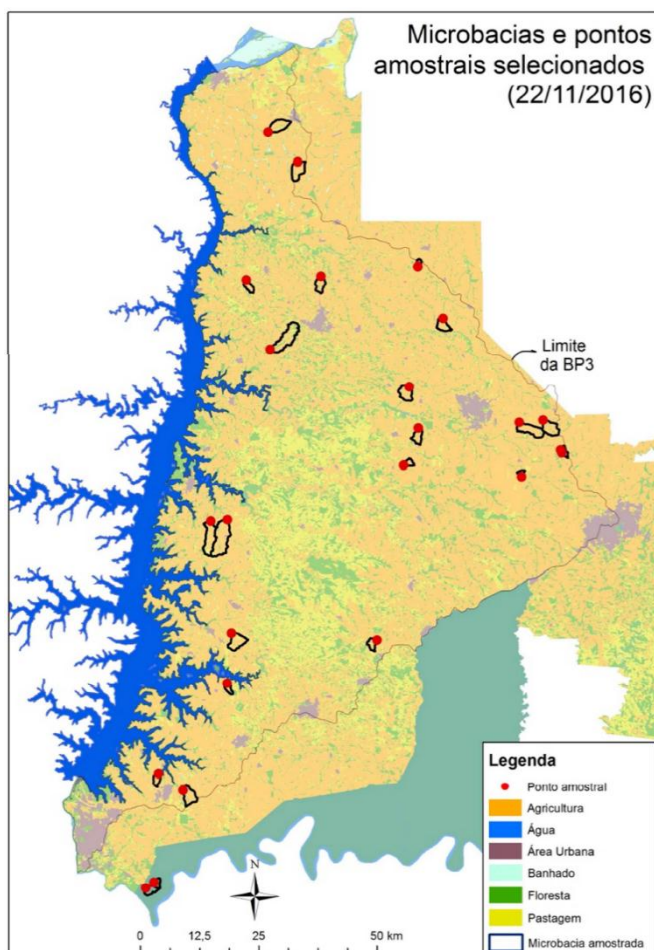 Microbacias e pontos
amostrais selecionados
(22/11/2016)
Limite
da BP3
Legenda
Ponto amostral
Agricultura
Água
Área Urbana
Banhado
Floresta
Pastagem
Microbacia amostrada
N
0 12,5 25 50 km